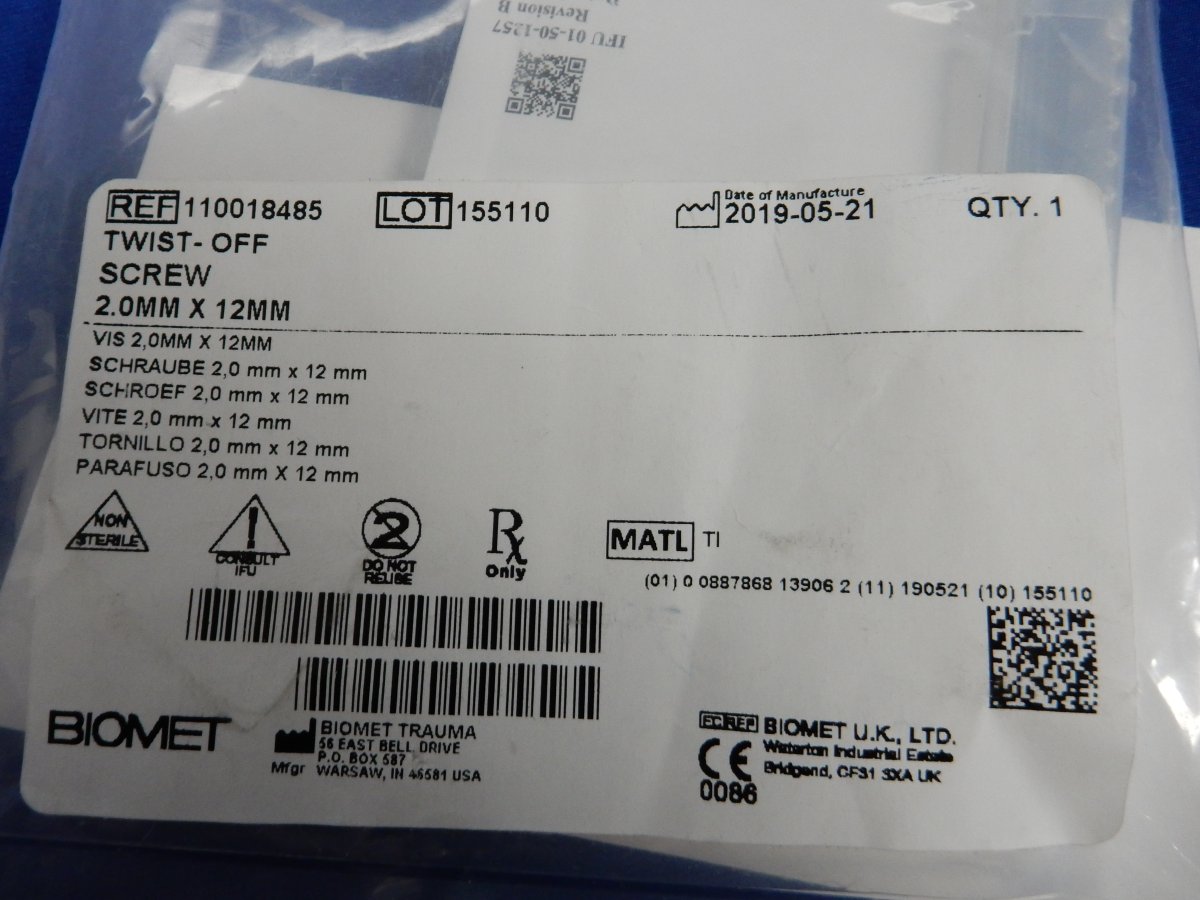 Revision B
IFU 01-50-1257
REF 110018485 LOT 155110 Date of Manufacture 2019-05-21 QTY. 1
TWIST- OFF
SCREW
2.0MM X 12MM
VIS 2,0MM X 12MM
SCHRAUBE 2,0 mm x 12 mm
SCHROEF 2,0 mm x 12 mm
VITE 2,0 mm x 12 mm
TORNILLO 2,0 mm x 12 mm
PARAFUSO 2,0 mm X 12 mm
NON STERILE
CONSULT IFU
2 DO NOT REUSE
Rx Only
MATL TI
(01) 0 0887868 13906 2 (11) 190521 (10) 155110
BIOMET
Mfgr
BIOMET TRAUMA
56 EAST BELL DRIVE
P.O. BOX 587
WARSAW, IN 46581 USA
EC REP BIOMET U.K., LTD.
Waterton Industrial Estate
Bridgend, CF31 3XA UK
CE
0086